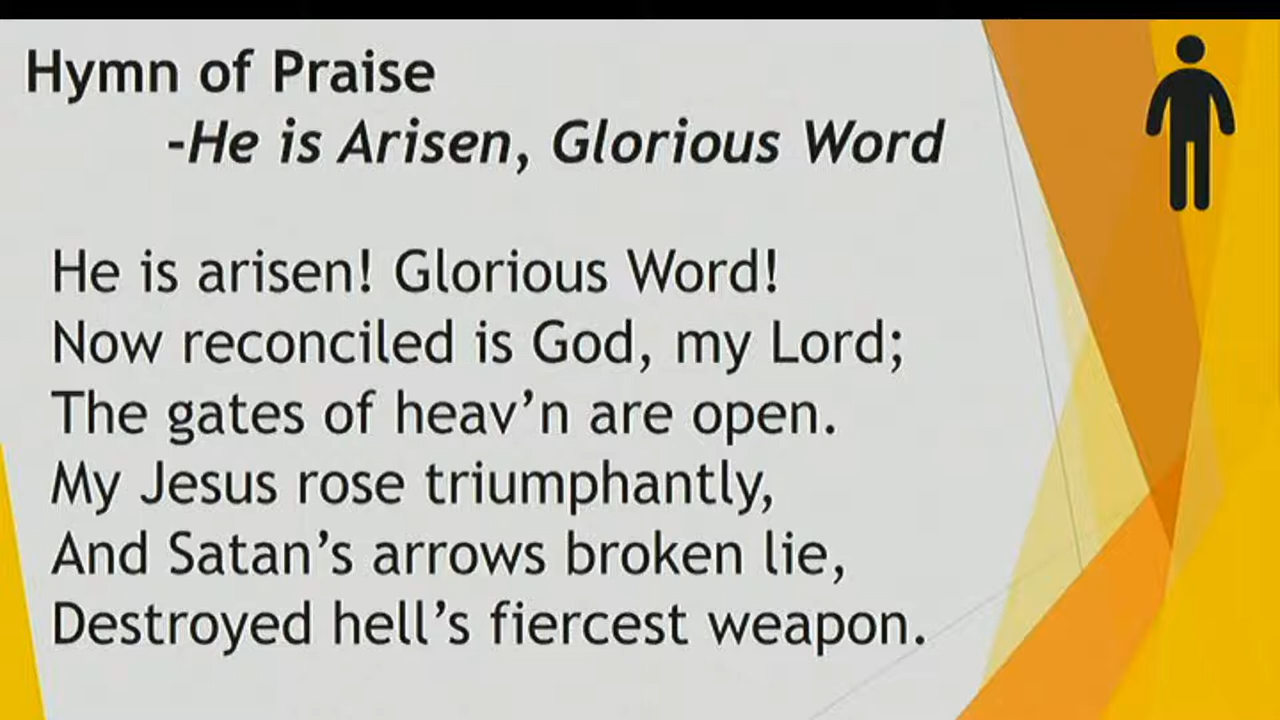 Hymn of Praise
-He is Arisen, Glorious Word
He is arisen! Glorious Word!
Now reconciled is God, my Lord;
The gates of heav’n are open.
My Jesus rose triumphantly,
And Satan’s arrows broken lie,
Destroyed hell’s fiercest weapon.